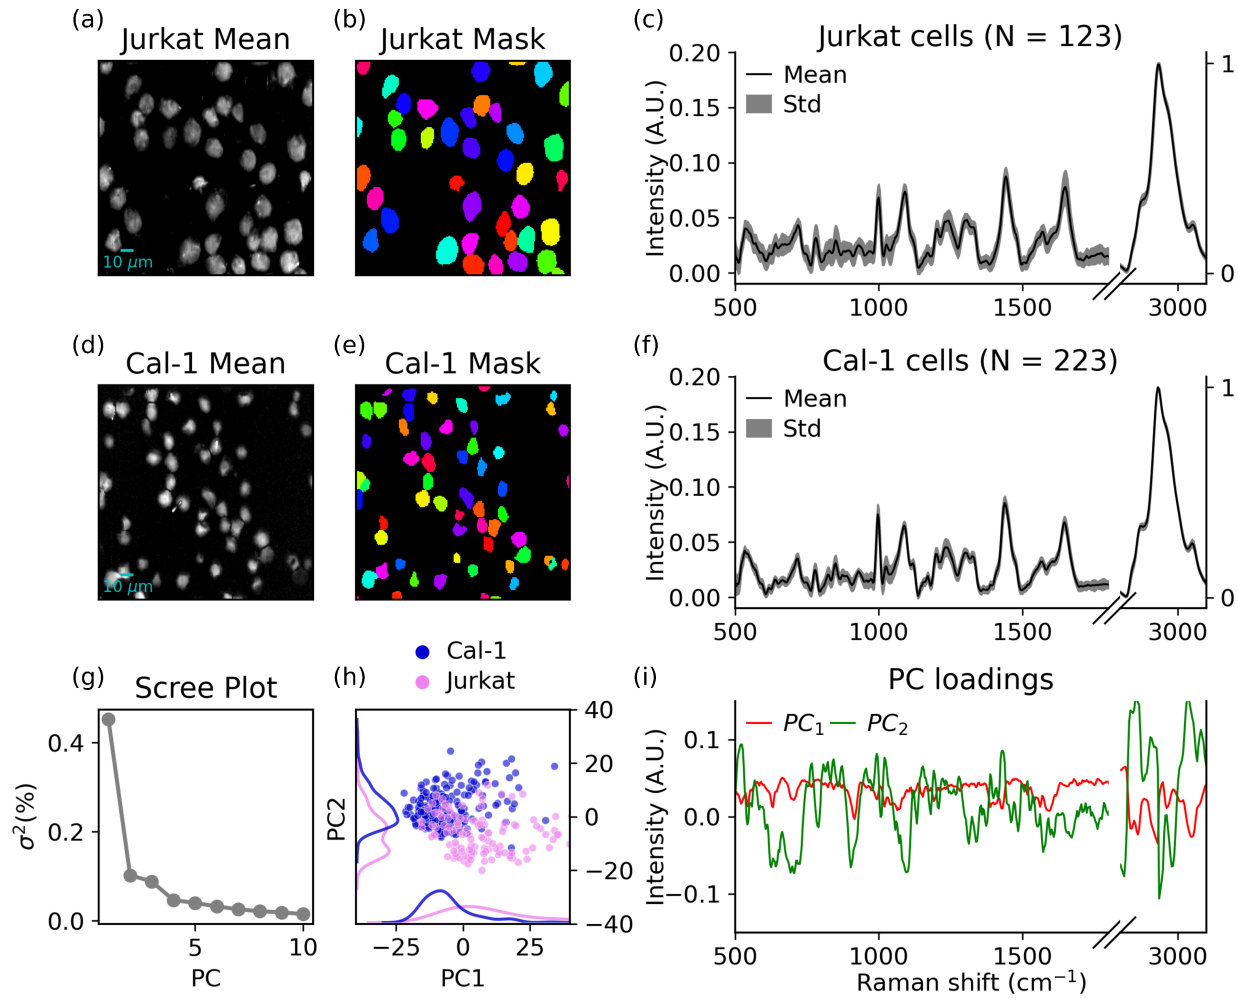 (a)
Jurkat Mean
10 μm
(b)
Jurkat Mask
(c)
Jurkat cells (N = 123)
Mean
Std
Intensity (A.U.)
0.20
0.15
0.10
0.05
0.00
500
1000
1500
3000
1
0
(d)
Cal-1 Mean
10 μm
(e)
Cal-1 Mask
(f)
Cal-1 cells (N = 223)
Mean
Std
Intensity (A.U.)
0.20
0.15
0.10
0.05
0.00
500
1000
1500
3000
1
0
(g)
Scree Plot
σ²(%)
0.4
0.2
0.0
5
10
PC
Cal-1
Jurkat
(h)
PC2
40
20
0
−20
−40
−25
0
25
PC1
(i)
PC loadings
PC₁
PC₂
Intensity (A.U.)
0.1
0.0
−0.1
500
1000
1500
3000
Raman shift (cm⁻¹)